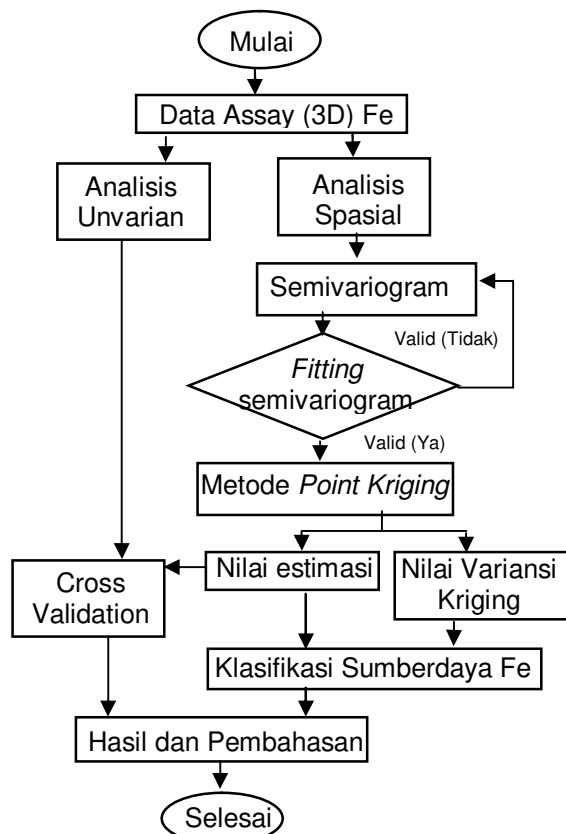 Mulai
Data Assay (3D) Fe
Analisis
Unvarian
Analisis
Spasial
Semivariogram
Valid (Tidak)
Fitting
semivariogram
Valid (Ya)
Metode Point Kriging
Nilai estimasi
Nilai Variansi
Kriging
Cross
Validation
Klasifikasi Sumberdaya Fe
Hasil dan Pembahasan
Selesai